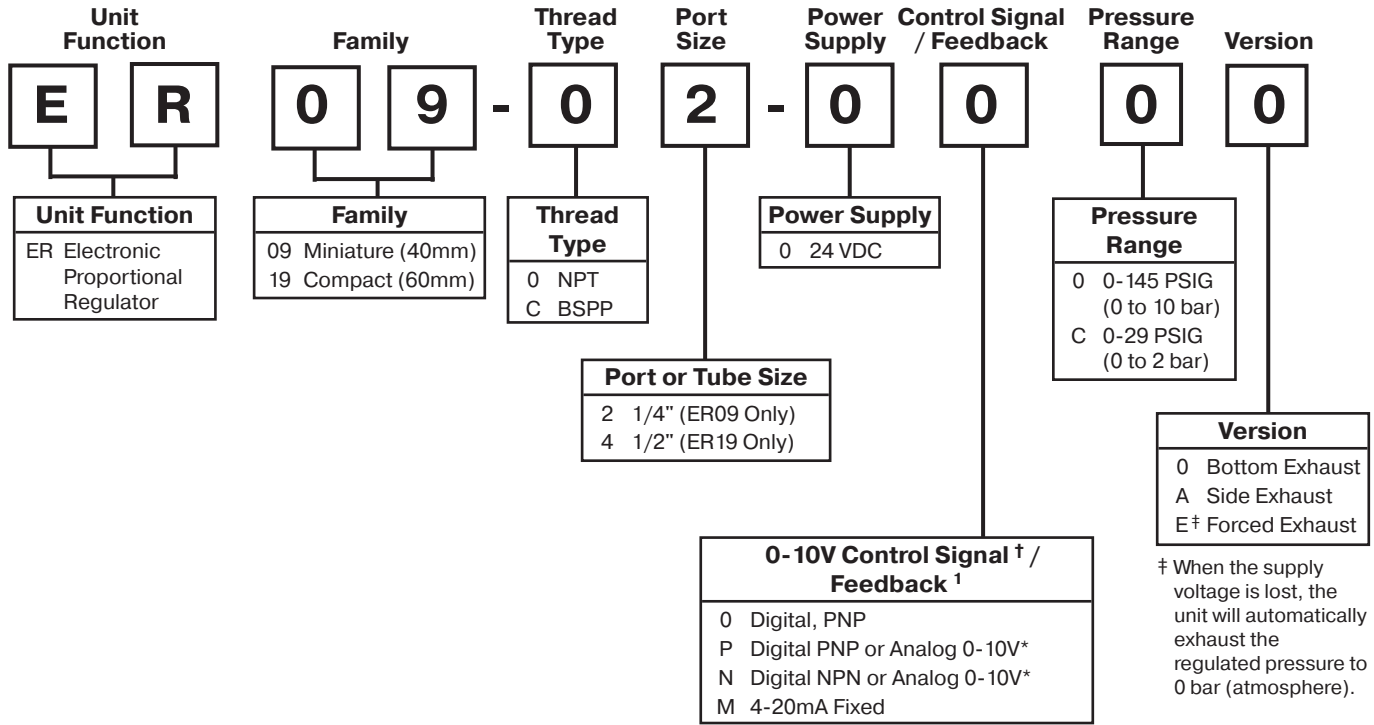 Unit
Function
Family
Thread
Type
Port
Size
Power
Supply
Control Signal
/ Feedback
Pressure
Range
Version
E R 0 9 - 0 2 - 0 0 0 0
Unit Function
ER Electronic
Proportional
Regulator
Family
09 Miniature (40mm)
19 Compact (60mm)
Thread
Type
0 NPT
C BSPP
Power Supply
0 24 VDC
Pressure
Range
0 0-145 PSIG
(0 to 10 bar)
C 0-29 PSIG
(0 to 2 bar)
Port or Tube Size
2 1/4" (ER09 Only)
4 1/2" (ER19 Only)
Version
0 Bottom Exhaust
A Side Exhaust
E‡ Forced Exhaust
‡ When the supply
voltage is lost, the
unit will automatically
exhaust the
regulated pressure to
0 bar (atmosphere).
0-10V Control Signal † /
Feedback 1
0 Digital, PNP
P Digital PNP or Analog 0-10V*
N Digital NPN or Analog 0-10V*
M 4-20mA Fixed